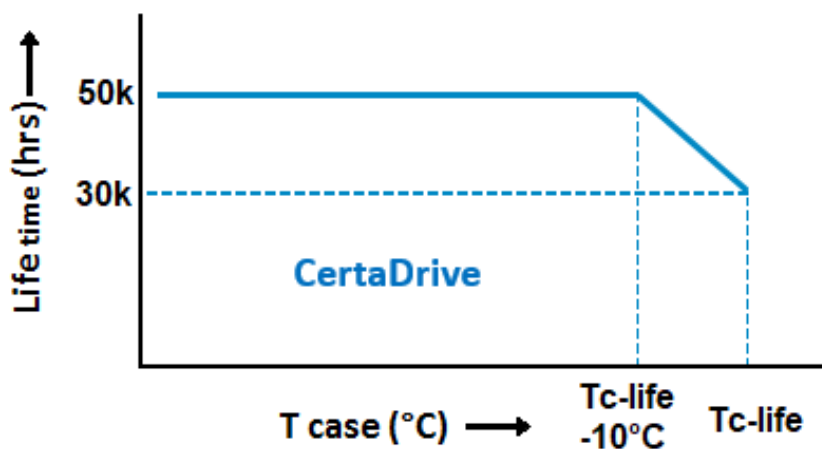 Life time (hrs)
50k
30k
CertaDrive
T case (°C)
Tc-life
-10°C
Tc-life